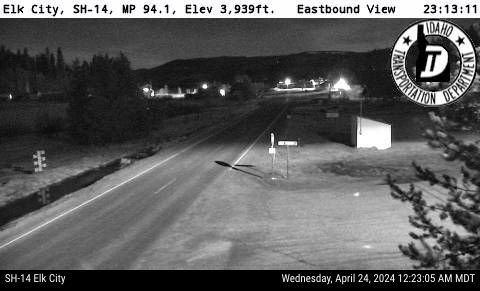 Elk City, SH-14, MP 94.1, Elev 3,939ft. Eastbound View 23:13:11
IDAHO
TRANSPORTATION DEPARTMENT
SH-14 Elk City Wednesday, April 24, 2024 12:23:05 AM MDT